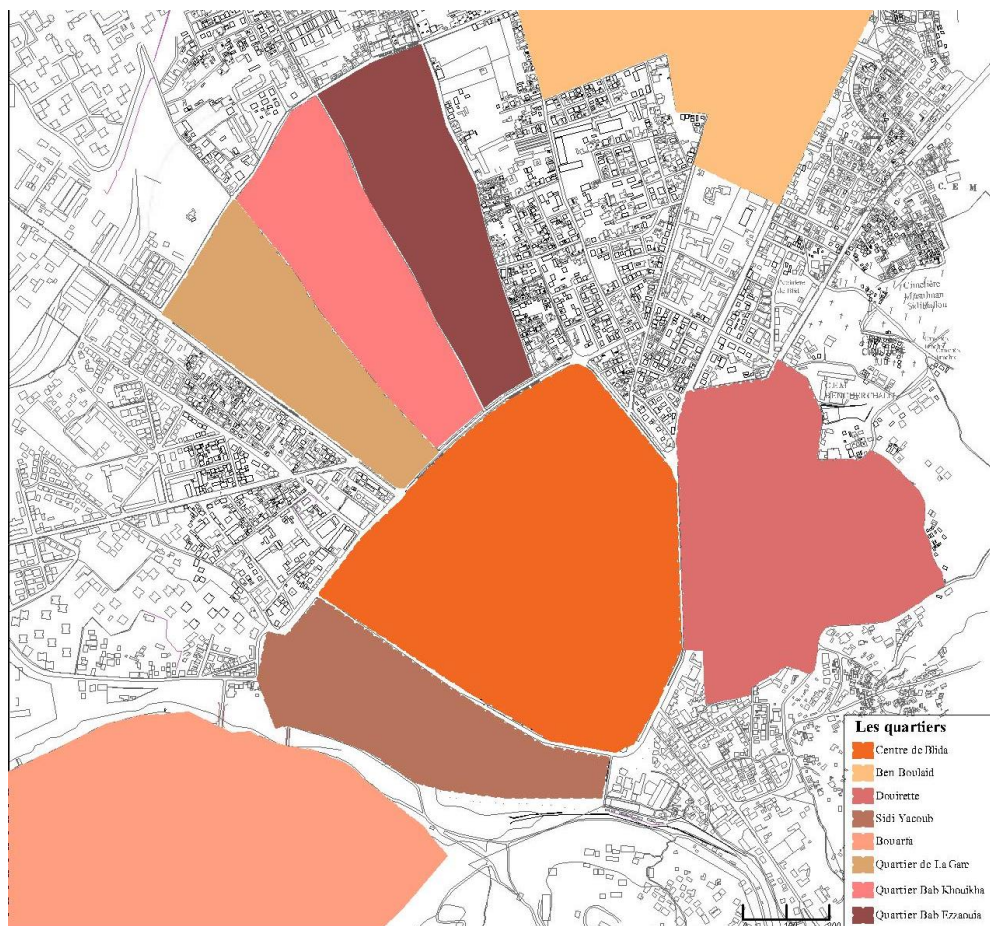 C. E M
Cimetière
C.E.M
Les quartiers
Centre de Blida
Ben Boulaid
Douirette
Sidi Yacoub
Bouarfa
Quartier de La Gare
Quartier Bab Khouikha
Quartier Bab Ezzaouia